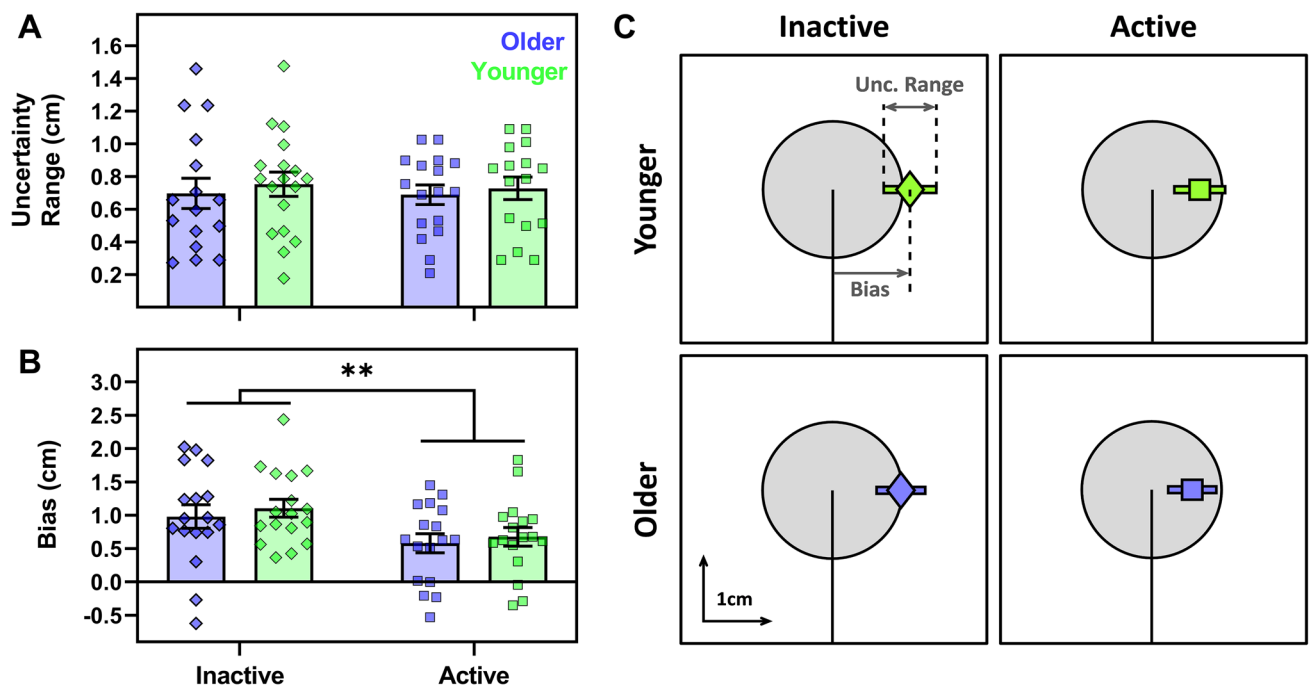 A
Uncertainty
Range (cm)
1.6
1.4
1.2
1.0
0.8
0.6
0.4
0.2
Older
Younger
B
Bias (cm)
3.0
2.5
2.0
1.5
1.0
0.5
0.0
-0.5
**
Inactive
Active
C
Inactive
Active
Younger
Unc. Range
Bias
Older
1cm